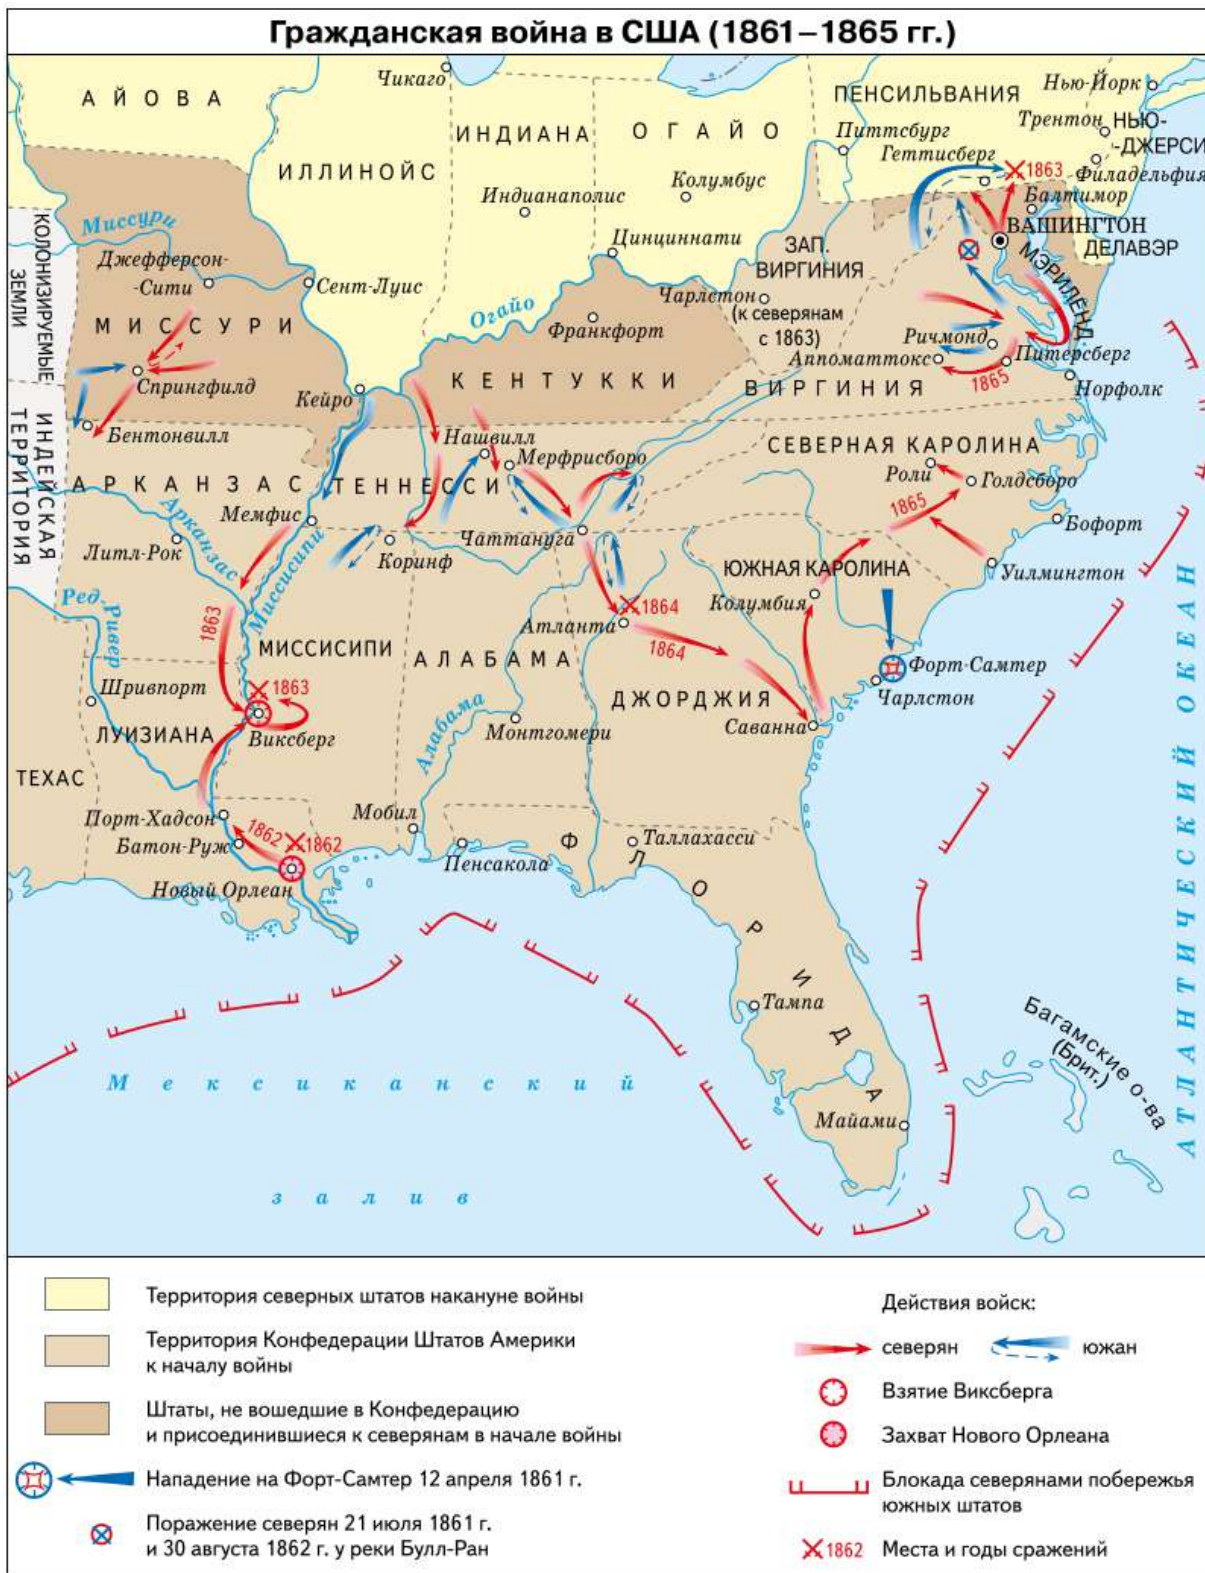 Гражданская война в США (1861–1865 гг.)
АЙОВА
Чикаго
ИНДИАНА
ОГАЙО
ПЕНСИЛЬВАНИЯ
Нью-Йорк
Трентон
НЬЮ-
-ДЖЕРСИ
Питтсбург
Геттисберг
1863
Филадельфия
ИЛЛИНОЙС
Индианаполис
Колумбус
Балтимор
ВАШИНГТОН
ДЕЛАВЭР
МЭРИЛЕНД
КОЛОНИЗИРУЕМЫЕ
ЗЕМЛИ
Миссури
Джефферсон-
-Сити
Сент-Луис
Цинциннати
ЗАП.
ВИРГИНИЯ
Чарлстон
(к северянам
с 1863)
МИССУРИ
Огайо
Франкфорт
Ричмонд
Аппоматтокс
Питерсберг
1865
Спрингфилд
Кейро
КЕНТУККИ
ВИРГИНИЯ
Норфолк
ИНДЕЙСКАЯ
ТЕРРИТОРИЯ
Бентонвилл
Нашвилл
Мерфрисборо
СЕВЕРНАЯ КАРОЛИНА
Роли
Голдсборо
АРКАНЗАС
ТЕННЕССИ
1865
Мемфис
Арканзас
Литл-Рок
Коринф
Чаттануга
Бофорт
Уилмингтон
Миссисипи
ЮЖНАЯ КАРОЛИНА
Колумбия
Ред-Ривер
1863
1864
Атланта
1864
МИССИСИПИ
АЛАБАМА
Форт-Самтер
Чарлстон
Шривпорт
1863
ДЖОРДЖИЯ
ЛУИЗИАНА
Виксберг
Алабама
Монтгомери
Саванна
ТЕХАС
Порт-Хадсон
Мобил
Батон-Руж
1862
1862
Пенсакола
Таллахасси
Новый Орлеан
ФЛОРИДА
Тампа
Майами
Багамские о-ва
(Брит.)
АТЛАНТИЧЕСКИЙ ОКЕАН
Мексиканский
залив
Территория северных штатов накануне войны
Территория Конфедерации Штатов Америки
к началу войны
Штаты, не вошедшие в Конфедерацию
и присоединившиеся к северянам в начале войны
Нападение на Форт-Самтер 12 апреля 1861 г.
Поражение северян 21 июля 1861 г.
и 30 августа 1862 г. у реки Булл-Ран
Действия войск:
северян
южан
Взятие Виксберга
Захват Нового Орлеана
Блокада северянами побережья
южных штатов
1862 Места и годы сражений